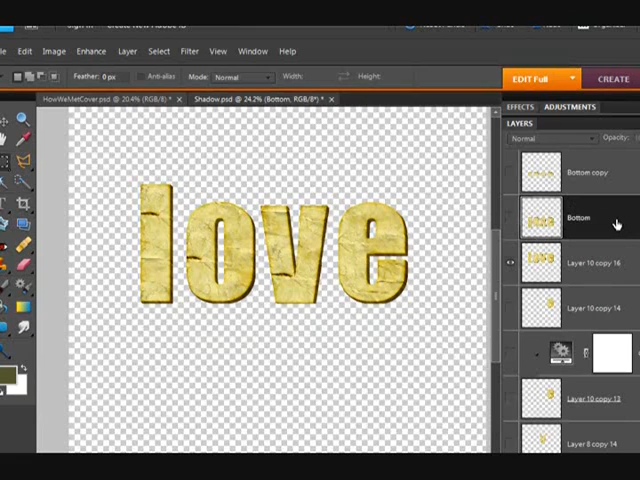 Edit Image Enhance Layer Select Filter View Window Help
Feather: 0 px Anti-alias Mode: Normal Width: Height:
EDIT Full CREATE
HowWeMetCover.psd @ 20.4% (RGB/8) * × Shadow.psd @ 24.2% (Bottom, RGB/8*) * ×
EFFECTS ADJUSTMENTS
LAYERS
Normal Opacity:
Bottom copy
Bottom
Layer 10 copy 16
Layer 10 copy 14
Layer 10 copy 13
Layer 8 copy 14
love